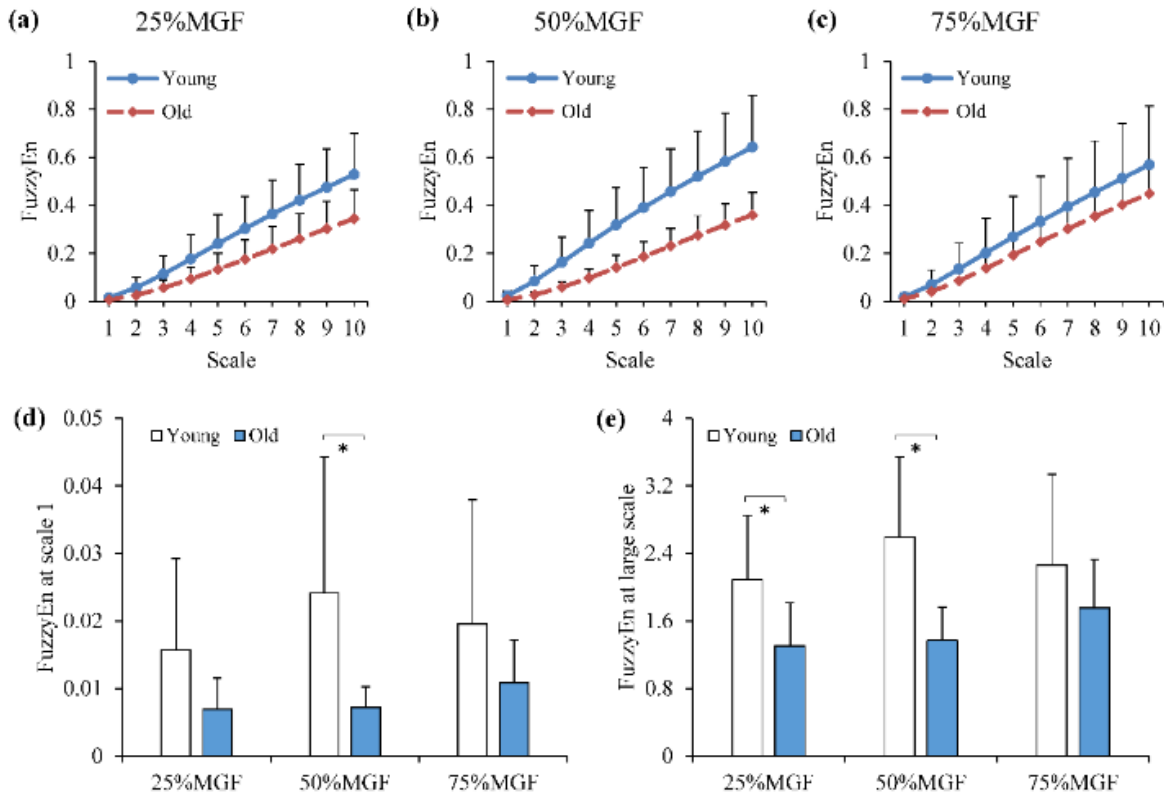 (a) 25%MGF
FuzzyEn
1
0.8
0.6
0.4
0.2
0
Young
Old
1 2 3 4 5 6 7 8 9 10
Scale
(b) 50%MGF
FuzzyEn
1
0.8
0.6
0.4
0.2
0
Young
Old
1 2 3 4 5 6 7 8 9 10
Scale
(c) 75%MGF
FuzzyEn
1
0.8
0.6
0.4
0.2
0
Young
Old
1 2 3 4 5 6 7 8 9 10
Scale
(d)
FuzzyEn at scale 1
0.05
0.04
0.03
0.02
0.01
0
Young Old
*
25%MGF 50%MGF 75%MGF
(e)
FuzzyEn at large scale
4
3.2
2.4
1.6
0.8
0
Young Old
*
*
25%MGF 50%MGF 75%MGF